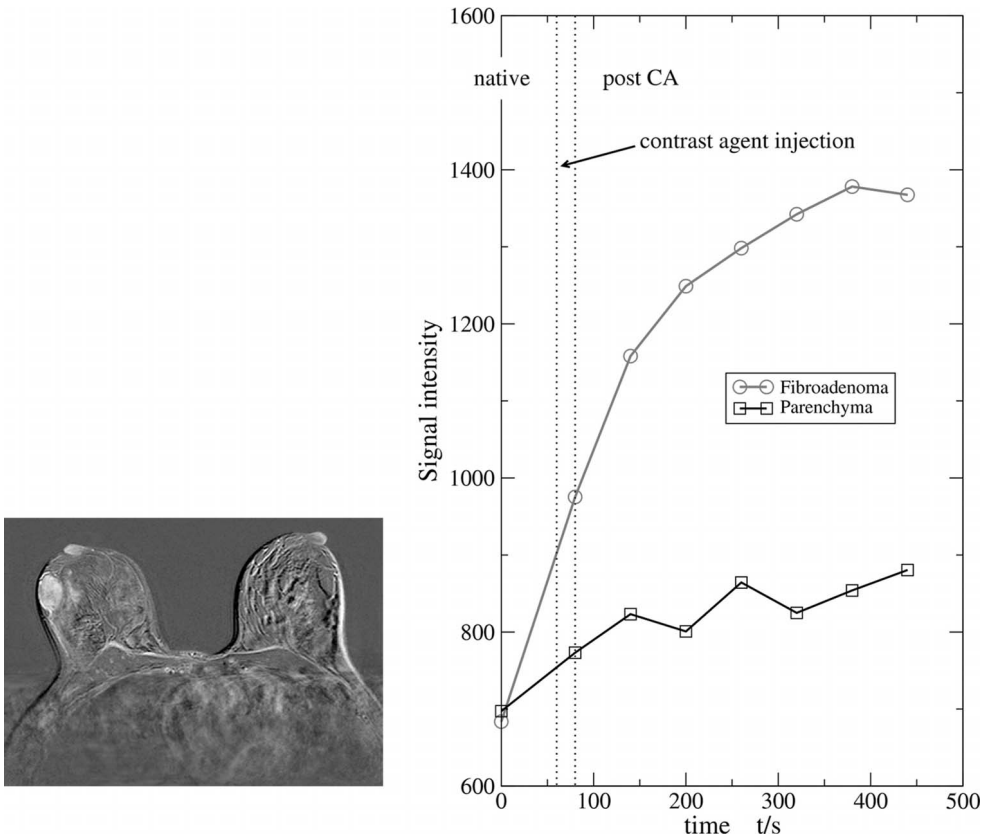 1600
native
post CA
contrast agent injection
1400
1200
Signal intensity
Fibroadenoma
Parenchyma
1000
800
600
0
100
200
300
400
500
time t/s